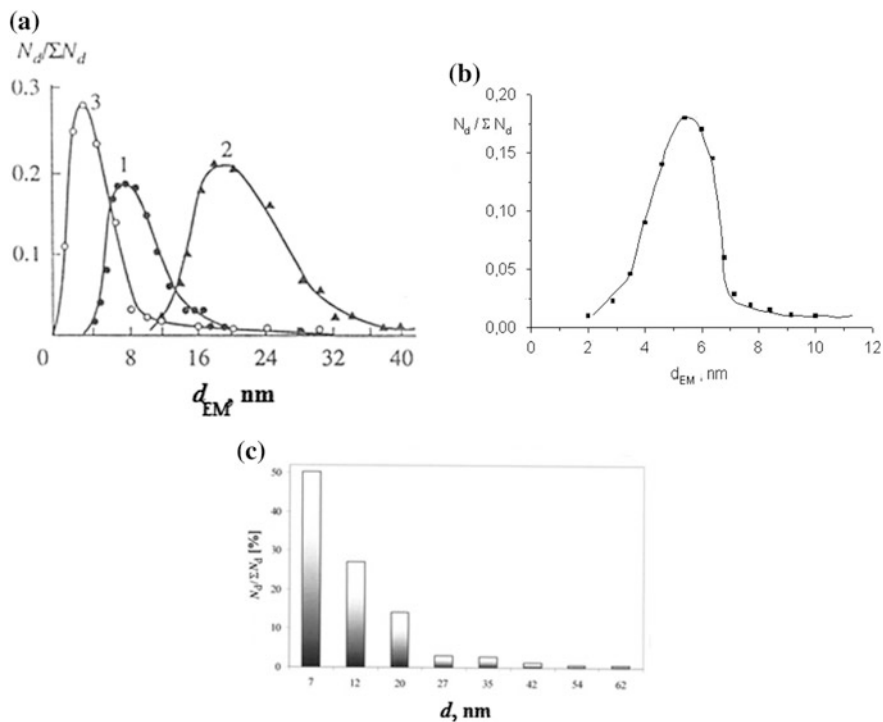 (a)
N_d/ΣN_d
0.3
0.2
0.1
3
1
2
0 8 16 24 32 40
d_EM, nm
(b)
0,20
N_d / Σ N_d
0,15
0,10
0,05
0,00
0 2 4 6 8 10 12
d_EM , nm
(c)
N_d/ΣN_d [%]
50
40
30
20
10
0
7 12 20 27 35 42 54 62
d, nm